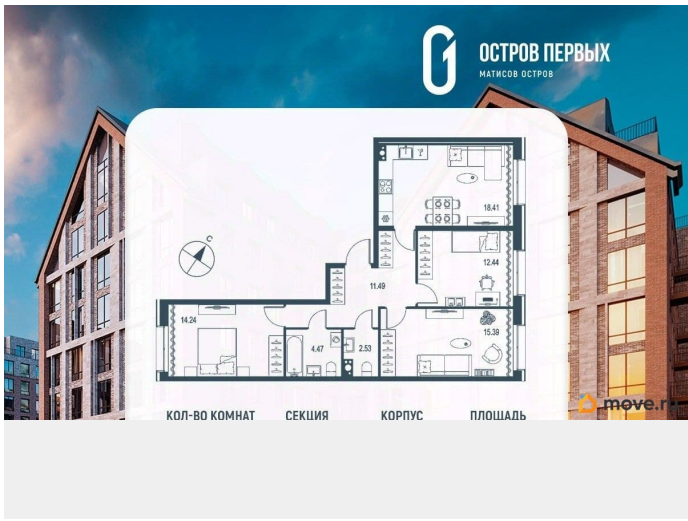 ОСТРОВ ПЕРВЫХ
МАТИСОВ ОСТРОВ
18.41
С
12.44
11.49
14.24
15.39
4.47
2.53
КОЛ-ВО КОМНАТ СЕКЦИЯ КОРПУС ПЛОЩАДЬ
move.ru